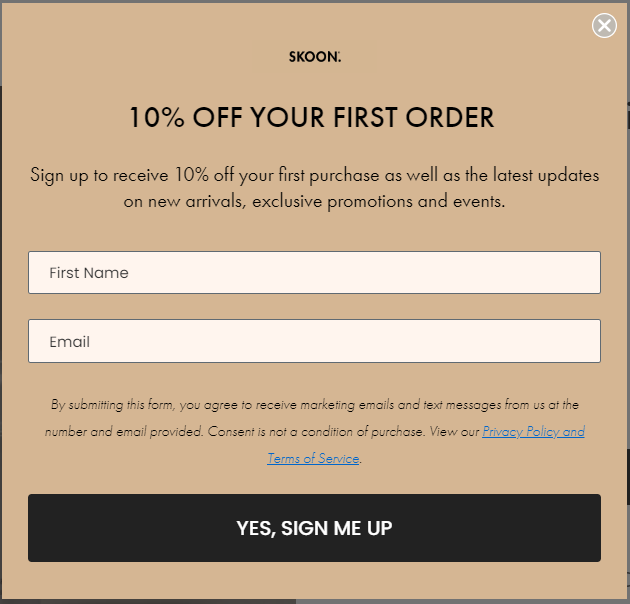 SKOON.
10% OFF YOUR FIRST ORDER
Sign up to receive 10% off your first purchase as well as the latest updates
on new arrivals, exclusive promotions and events.
First Name
Email
By submitting this form, you agree to receive marketing emails and text messages from us at the
number and email provided. Consent is not a condition of purchase. View our Privacy Policy and
Terms of Service.
YES, SIGN ME UP